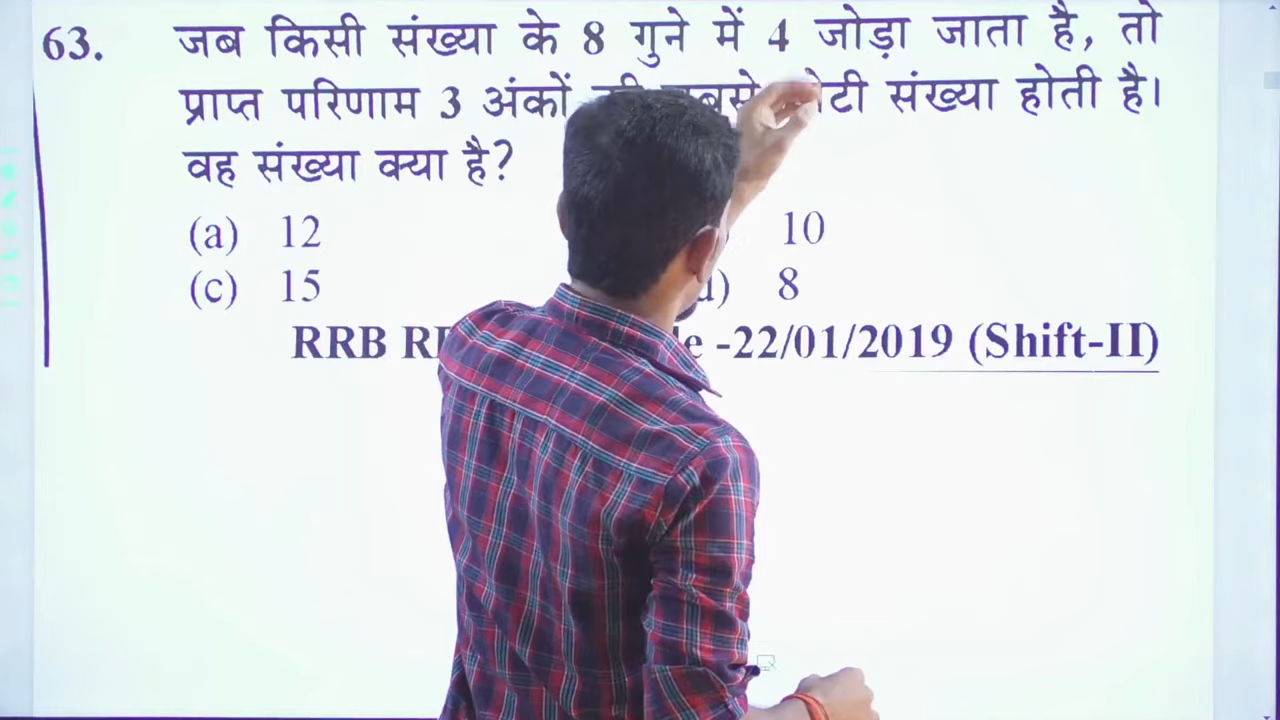 63. जब किसी संख्या के 8 गुने में 4 जोड़ा जाता है, तो
प्राप्त परिणाम 3 अंकों संख्या होती है।
वह संख्या क्या है?
(a) 12 10
(c) 15 8
RRB -22/01/2019 (Shift-II)